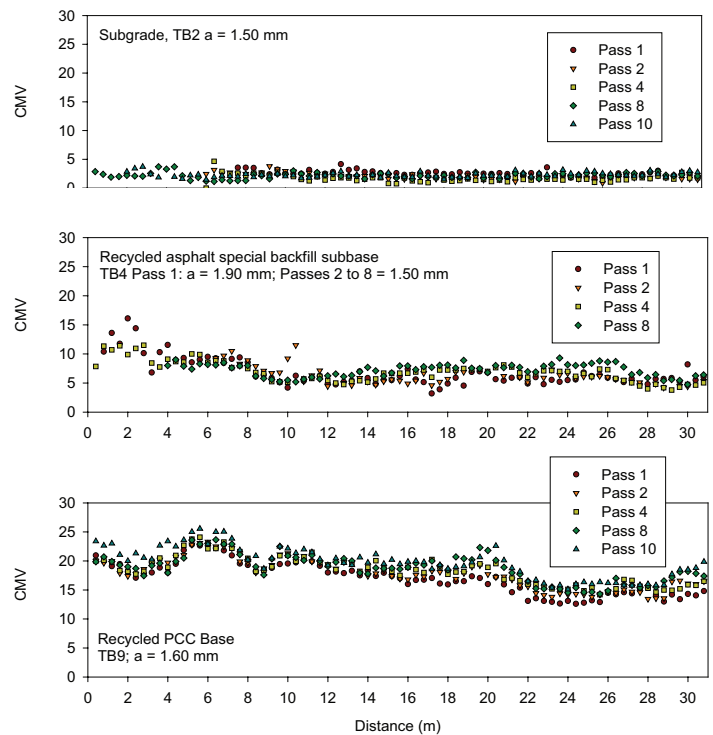 30
Subgrade, TB2 a = 1.50 mm
25
Pass 1
20
Pass 2
CMV
Pass 4
15
Pass 8
10
Pass 10
5
0
30
Recycled asphalt special backfill subbase
25
TB4 Pass 1: a = 1.90 mm; Passes 2 to 8 = 1.50 mm
Pass 1
20
Pass 2
CMV
Pass 4
15
Pass 8
10
5
0
0 2 4 6 8 10 12 14 16 18 20 22 24 26 28 30
Pass 1
Pass 2
Pass 4
Pass 8
Pass 10
30
25
20
CMV
15
10
5
0
Recycled PCC Base
TB9; a = 1.60 mm
0 2 4 6 8 10 12 14 16 18 20 22 24 26 28 30
Distance (m)